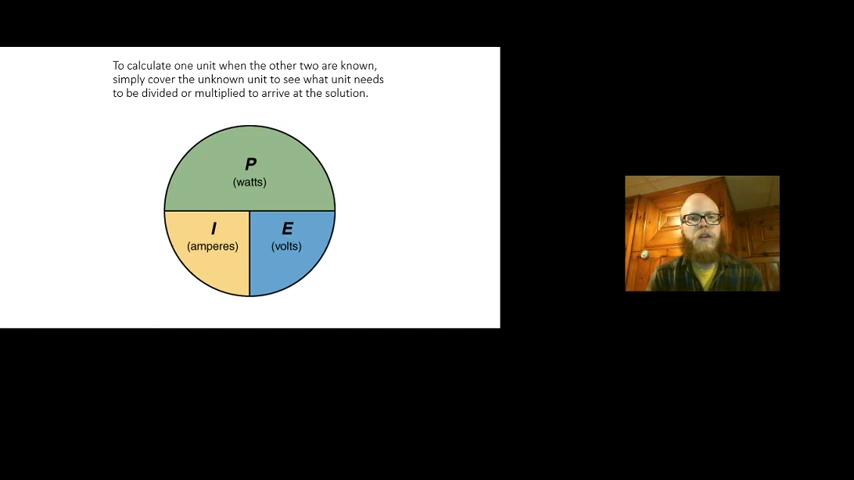 To calculate one unit when the other two are known,
simply cover the unknown unit to see what unit needs
to be divided or multiplied to arrive at the solution.
P
(watts)
I
(amperes)
E
(volts)